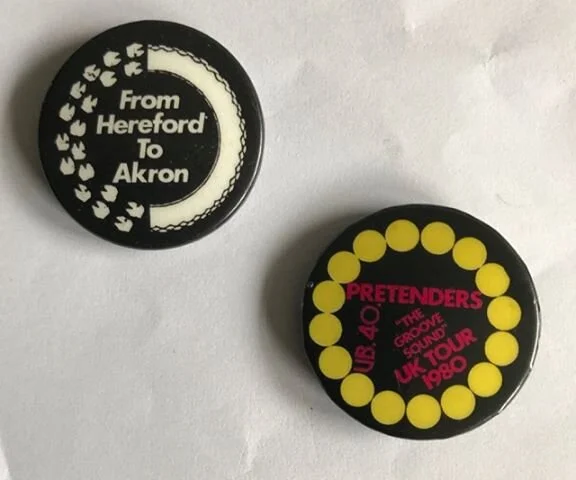 From
Hereford
To
Akron
PRETENDERS
UB.40.
"THE
GROOVE
SOUND"
UK TOUR
1980